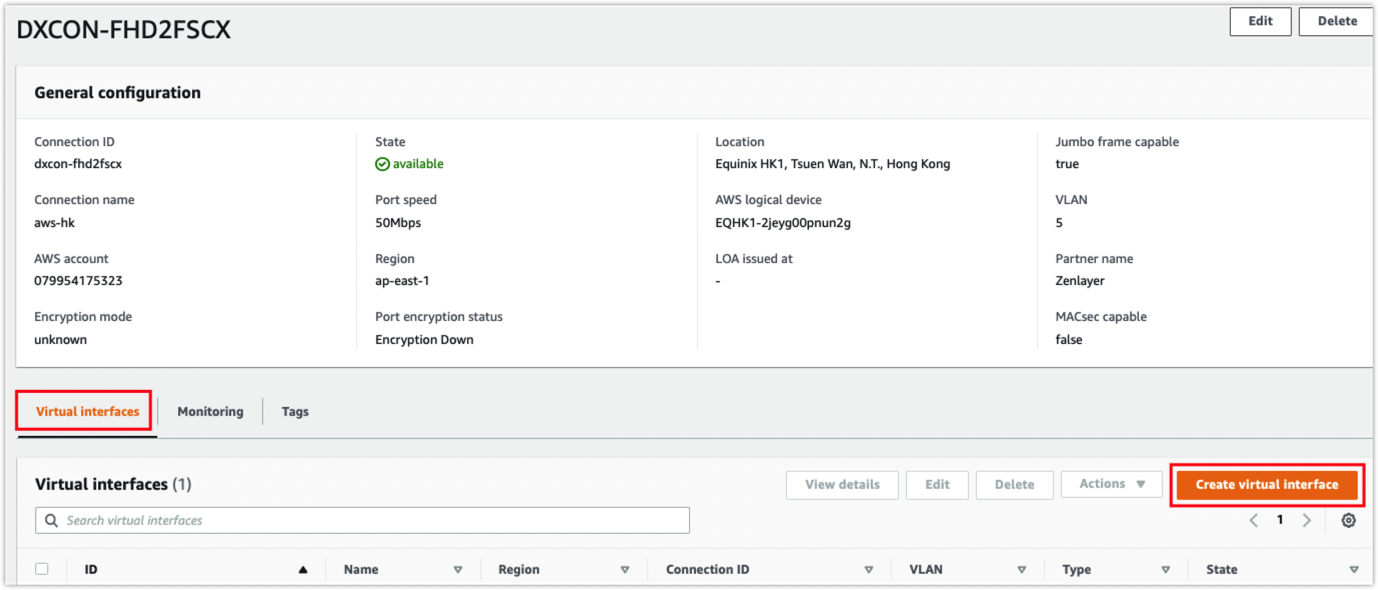 DXCON-FHD2FSCX
Edit
Delete
General configuration
Connection ID
dxcon-fhd2fscx
State
available
Location
Equinix HK1, Tsuen Wan, N.T., Hong Kong
Jumbo frame capable
true
Connection name
aws-hk
Port speed
50Mbps
AWS logical device
EQHK1-2jeyg00pnun2g
VLAN
5
AWS account
079954175323
Region
ap-east-1
LOA issued at
-
Partner name
Zenlayer
Encryption mode
unknown
Port encryption status
Encryption Down
MACsec capable
false
Virtual interfaces
Monitoring
Tags
Virtual interfaces (1)
View details
Edit
Delete
Actions
Create virtual interface
Search virtual interfaces
1
ID
Name
Region
Connection ID
VLAN
Type
State